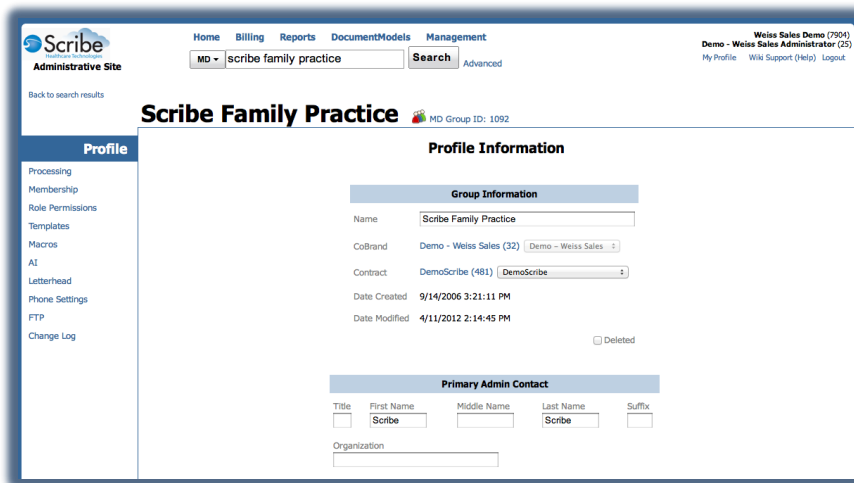 Scribe
Healthcare Technologies
Administrative Site
Home Billing Reports DocumentModels Management
MD scribe family practice Search Advanced
Weiss Sales Demo (7904)
Demo - Weiss Sales Administrator (25)
My Profile Wiki Support (Help) Logout
Back to search results
Scribe Family Practice MD Group ID: 1092
Profile
Processing
Membership
Role Permissions
Templates
Macros
AI
Letterhead
Phone Settings
FTP
Change Log
Profile Information
Group Information
Name Scribe Family Practice
CoBrand Demo - Weiss Sales (32) Demo - Weiss Sales
Contract DemoScribe (481) DemoScribe
Date Created 9/14/2006 3:21:11 PM
Date Modified 4/11/2012 2:14:45 PM
Deleted
Primary Admin Contact
Title First Name Middle Name Last Name Suffix
Scribe Scribe
Organization